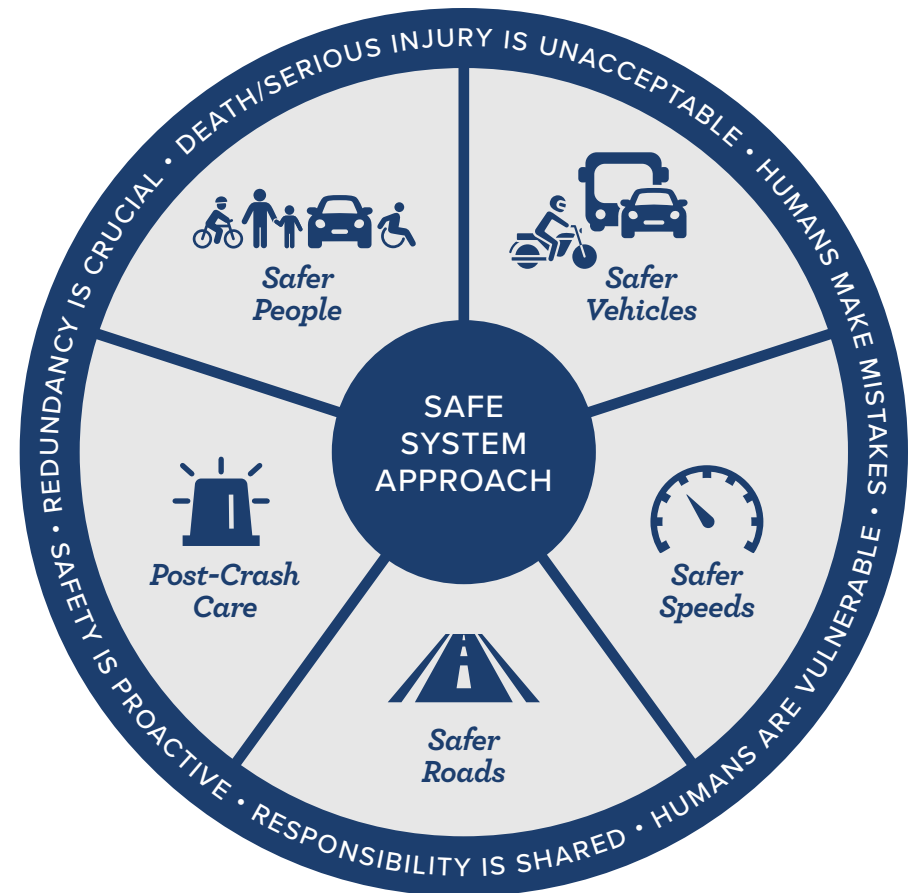 DEATH/SERIOUS INJURY IS UNACCEPTABLE • HUMANS MAKE MISTAKES • HUMANS ARE VULNERABLE • RESPONSIBILITY IS SHARED • SAFETY IS PROACTIVE • REDUNDANCY IS CRUCIAL •
Safer
People
Safer
Vehicles
SAFE
SYSTEM
APPROACH
Post-Crash
Care
Safer
Speeds
Safer
Roads